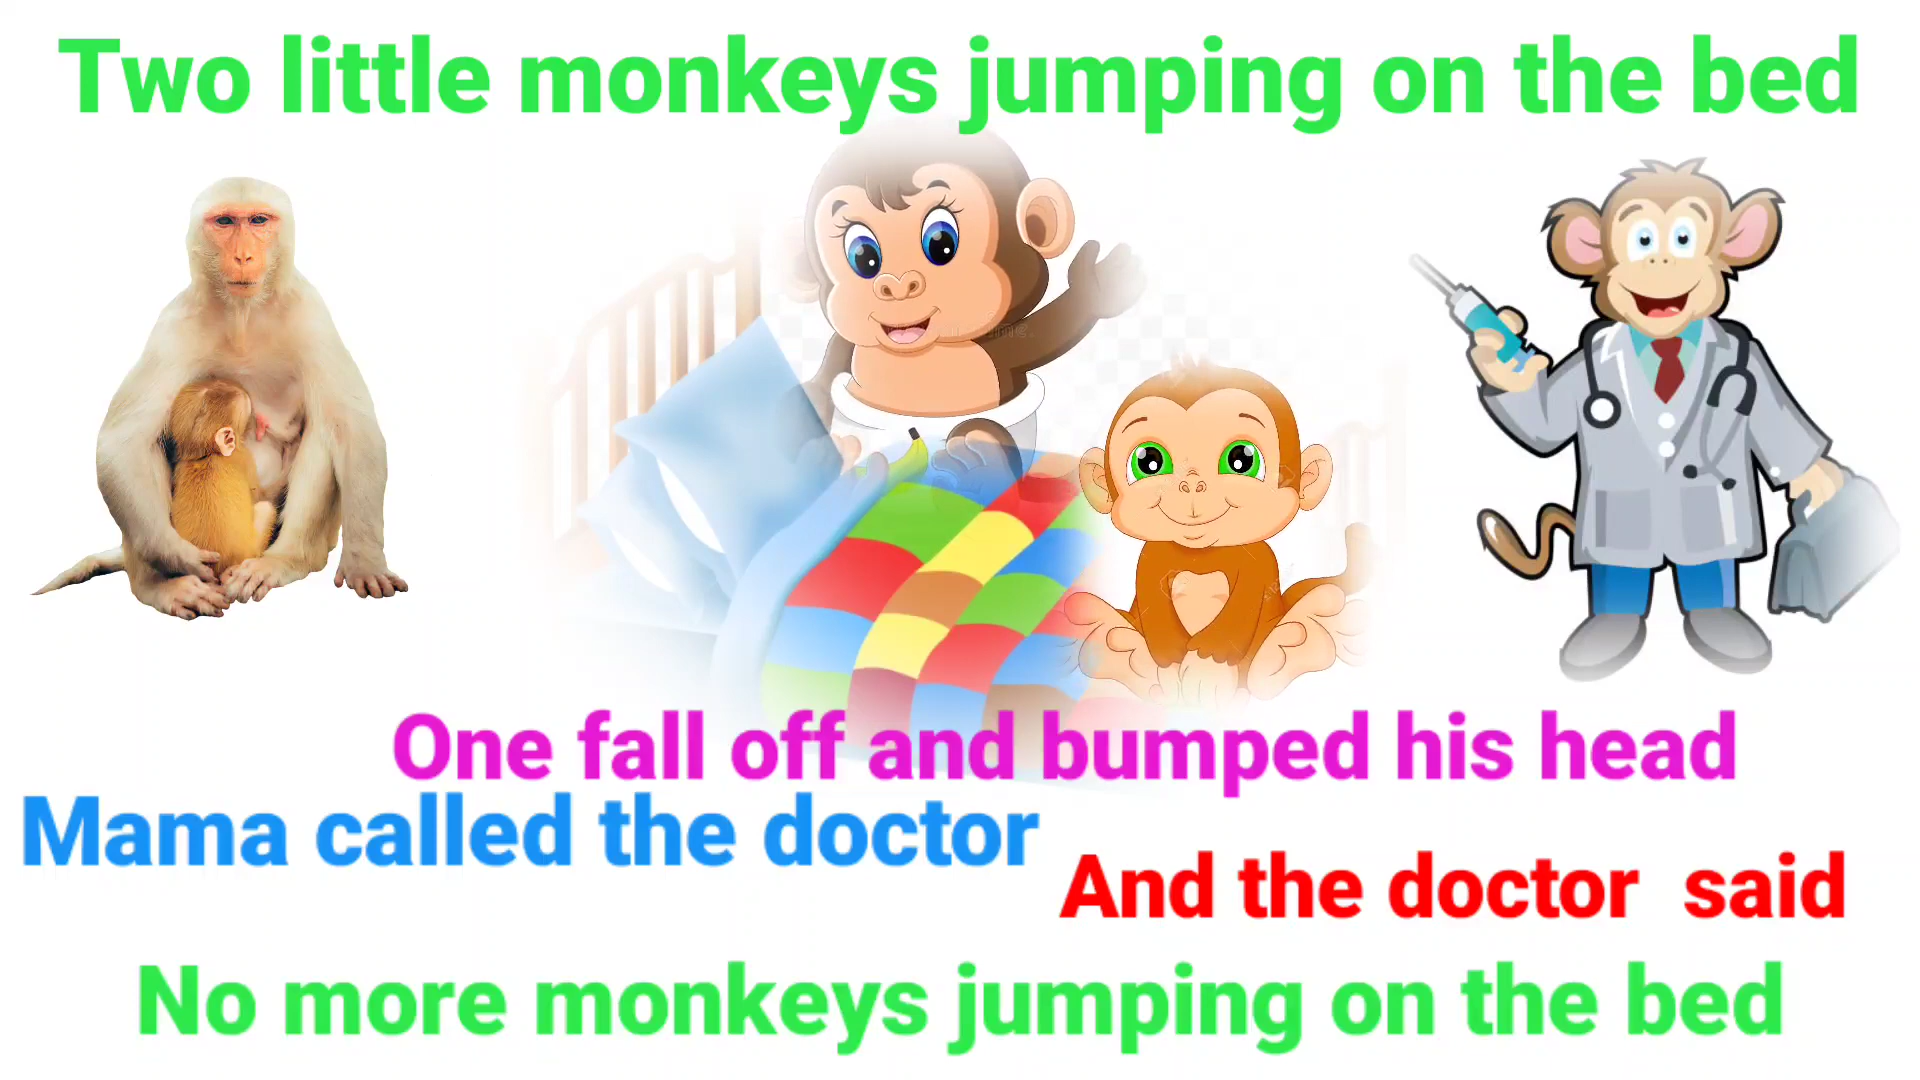 Two little monkeys jumping on the bed
One fall off and bumped his head
Mama called the doctor
And the doctor said
No more monkeys jumping on the bed